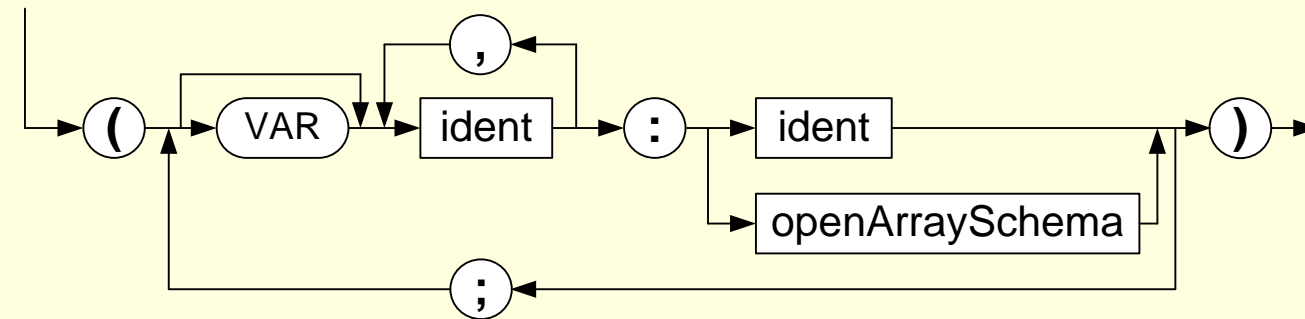 ,
( VAR ident : ident )
openArraySchema
;